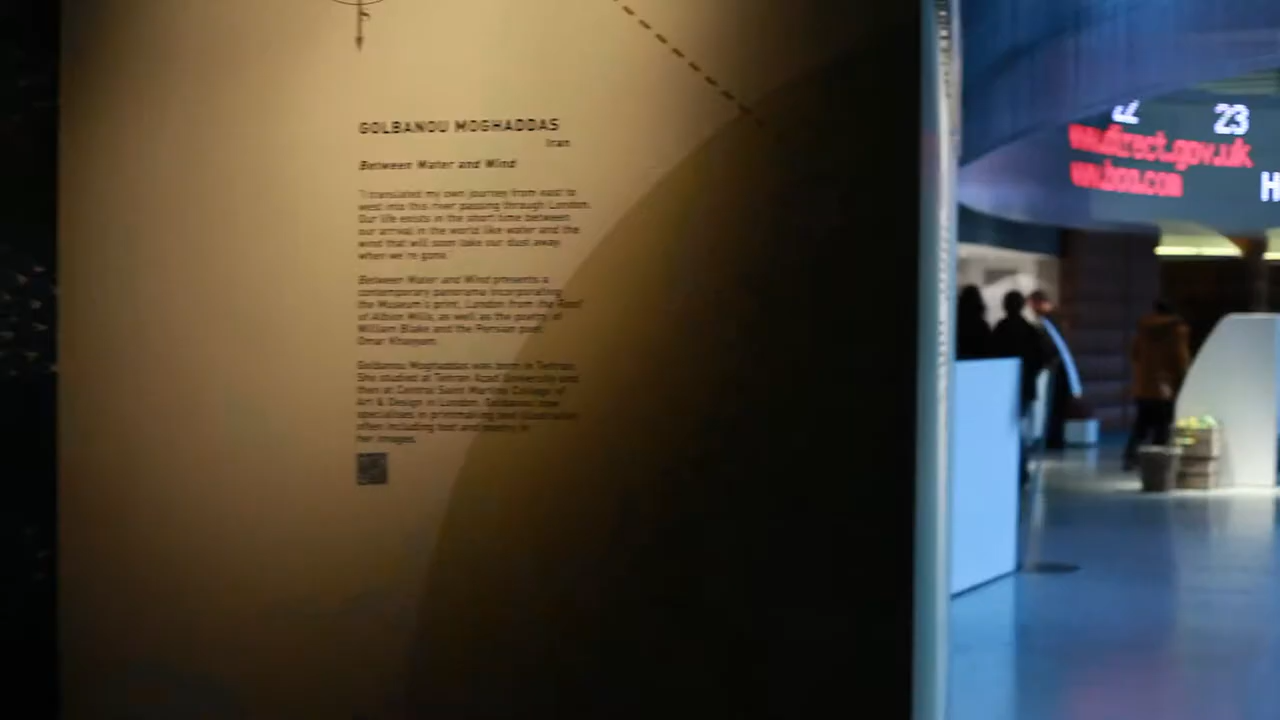 GOLBANOU MOGHADDAS
Iran
Between Water and Wind
"I translated my own journey from east to
west into this river passing through London.
Our life exists in the short time between
our arrival in the world like water and the
wind that will soon take our dust away
when we're gone."
Between Water and Wind presents a
contemporary panorama incorporating
the Museum's print, London from the Roof
of Albion Mills, as well as the poetry of
William Blake and the Persian poet
Omar Khayyam.
Golbanou Moghaddas was born in Tehran.
She studied at Tehran Azad University and
then at Central Saint Martins College of
Art & Design in London. Golbanou now
specialises in printmaking and illustration
often including text and poetry in
her images.
22 23
direct.gov.uk
H